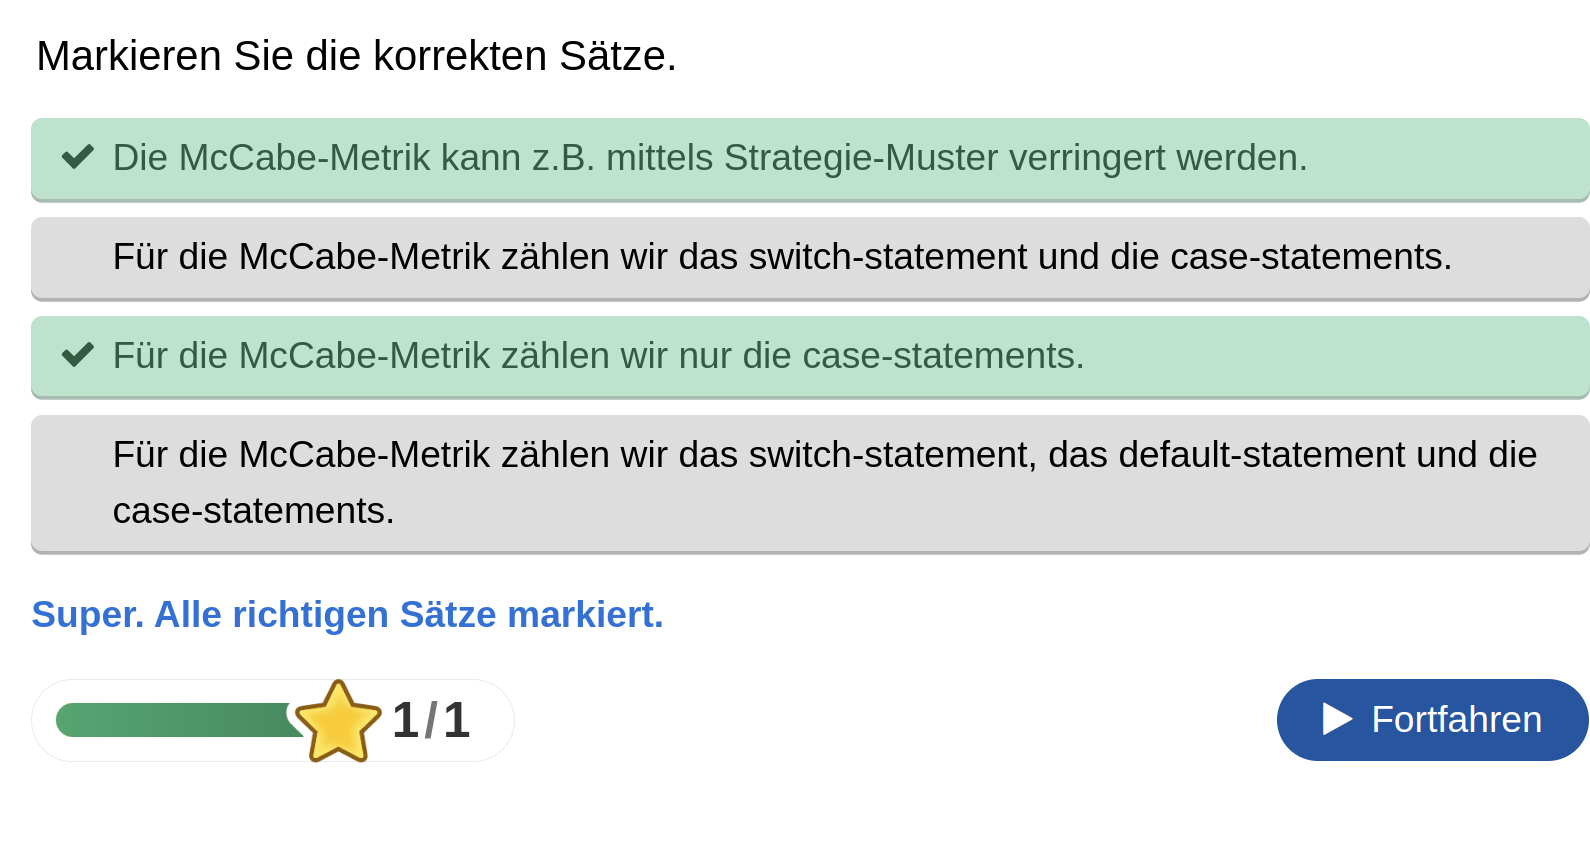 Markieren Sie die korrekten Sätze.
Die McCabe-Metrik kann z.B. mittels Strategie-Muster verringert werden.
Für die McCabe-Metrik zählen wir das switch-statement und die case-statements.
Für die McCabe-Metrik zählen wir nur die case-statements.
Für die McCabe-Metrik zählen wir das switch-statement, das default-statement und die
case-statements.
Super. Alle richtigen Sätze markiert.
1/1
Fortfahren